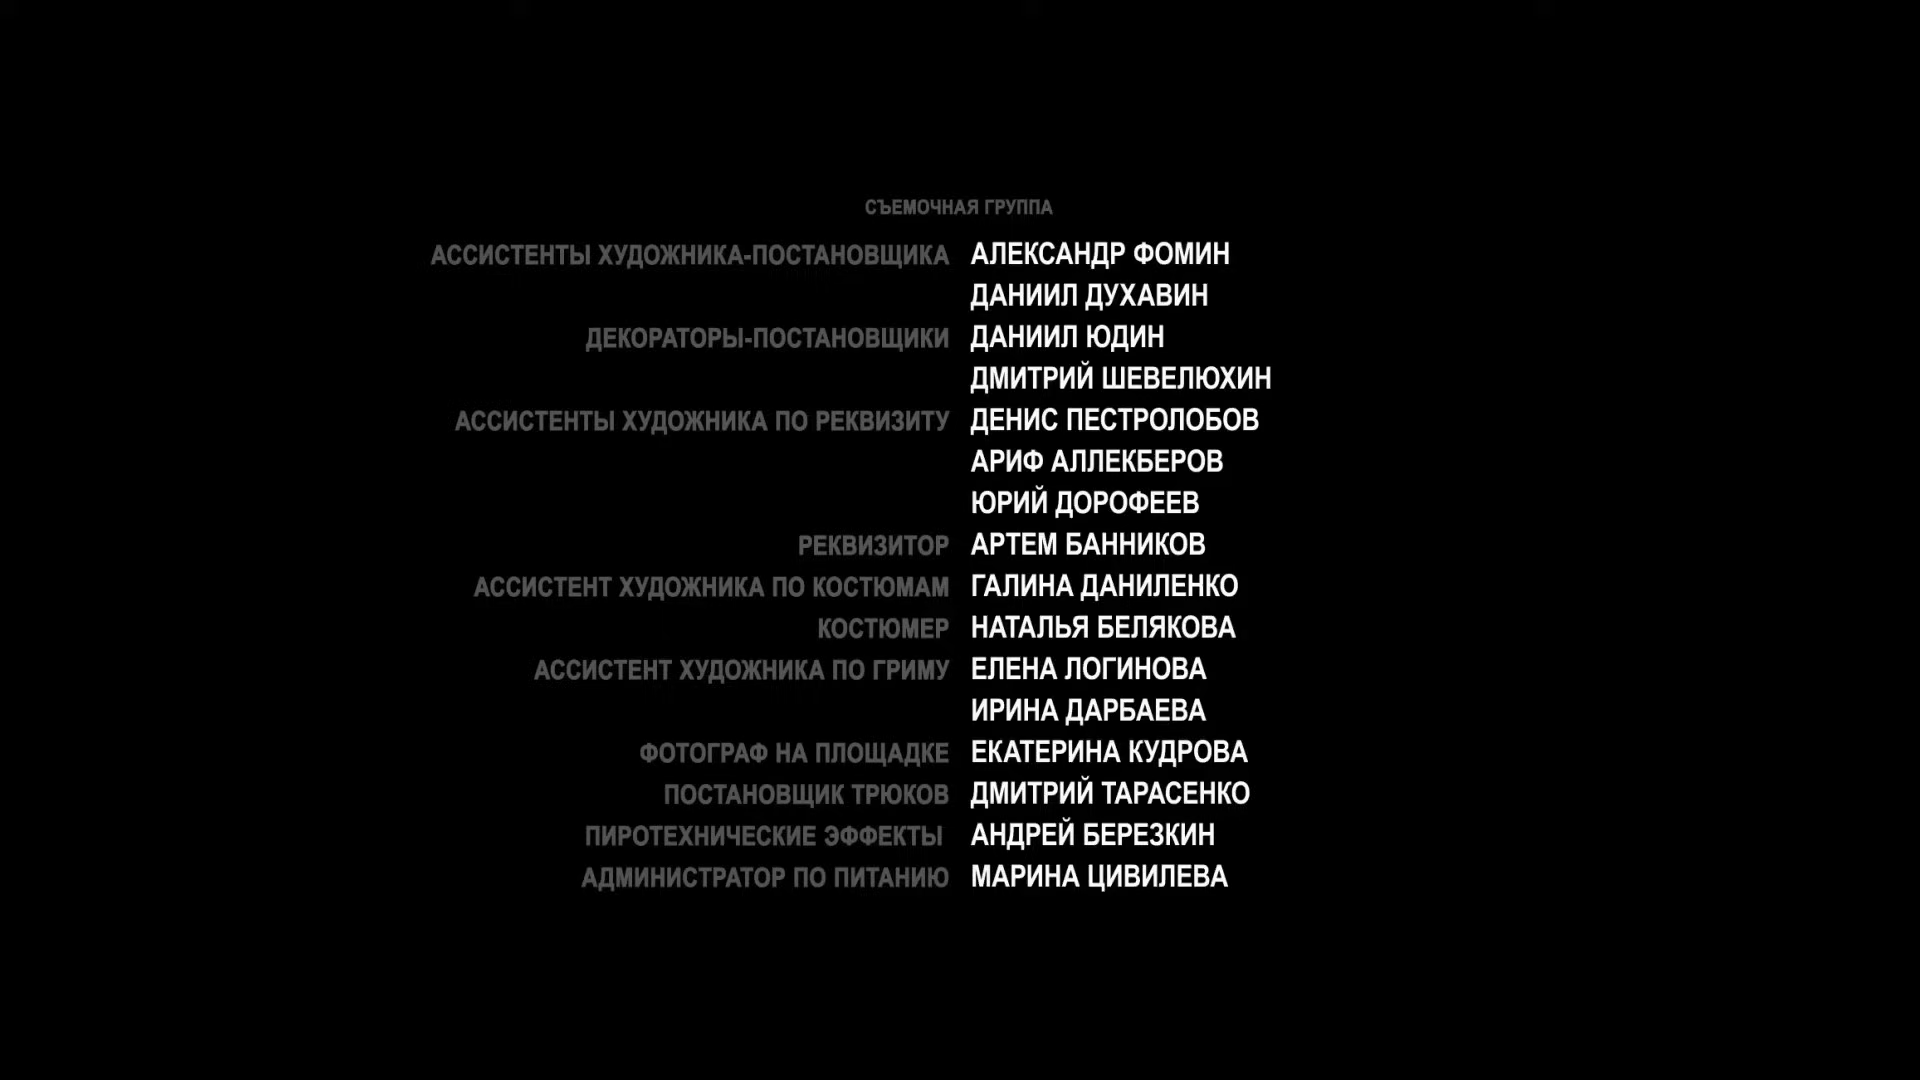 СЪЕМОЧНАЯ ГРУППА
АССИСТЕНТЫ ХУДОЖНИКА-ПОСТАНОВЩИКА АЛЕКСАНДР ФОМИН
ДАНИИЛ ДУХАВИН
ДЕКОРАТОРЫ-ПОСТАНОВЩИКИ ДАНИИЛ ЮДИН
ДМИТРИЙ ШЕВЕЛЮХИН
АССИСТЕНТЫ ХУДОЖНИКА ПО РЕКВИЗИТУ ДЕНИС ПЕСТРОЛОБОВ
АРИФ АЛЛЕКБЕРОВ
ЮРИЙ ДОРОФЕЕВ
РЕКВИЗИТОР АРТЕМ БАННИКОВ
АССИСТЕНТ ХУДОЖНИКА ПО КОСТЮМАМ ГАЛИНА ДАНИЛЕНКО
КОСТЮМЕР НАТАЛЬЯ БЕЛЯКОВА
АССИСТЕНТ ХУДОЖНИКА ПО ГРИМУ ЕЛЕНА ЛОГИНОВА
ИРИНА ДАРБАЕВА
ФОТОГРАФ НА ПЛОЩАДКЕ ЕКАТЕРИНА КУДРОВА
ПОСТАНОВЩИК ТРЮКОВ ДМИТРИЙ ТАРАСЕНКО
ПИРОТЕХНИЧЕСКИЕ ЭФФЕКТЫ АНДРЕЙ БЕРЕЗКИН
АДМИНИСТРАТОР ПО ПИТАНИЮ МАРИНА ЦИВИЛЕВА